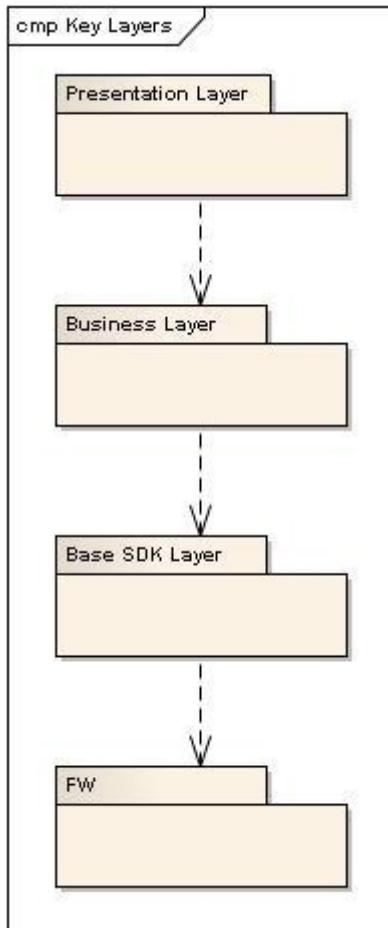 cmp Key Layers
Presentation Layer
Business Layer
Base SDK Layer
FW